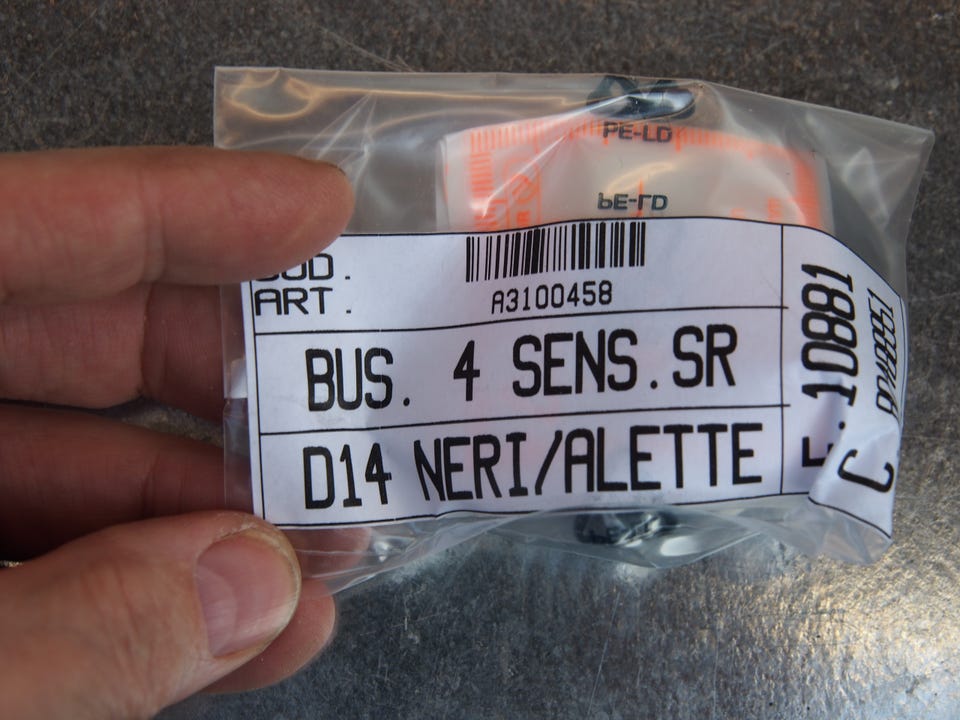 PE-LD
PE-LD
COD.
ART.
A3100458
BUS. 4 SENS.SR
D14 NERI/ALETTE
10881
C